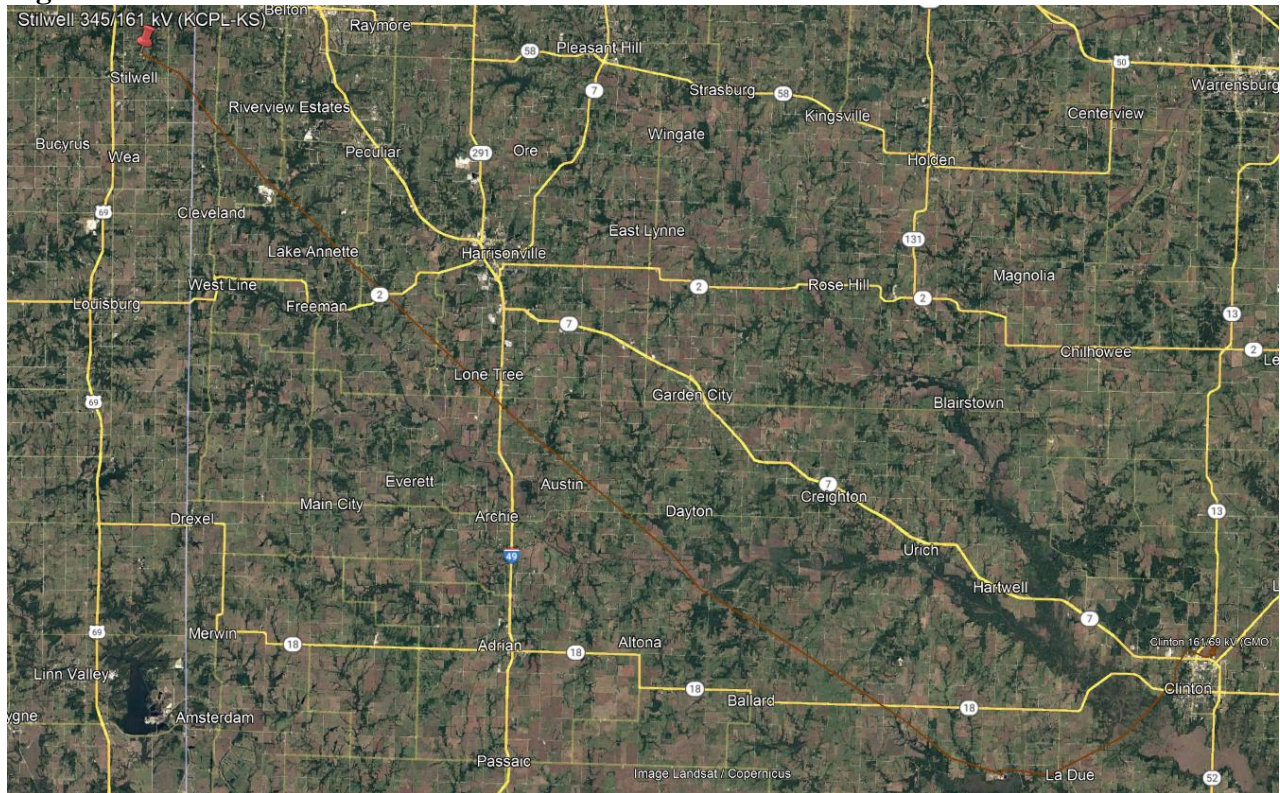 Stilwell 345/161 kV (KCPL-KS)
Belton
Raymore
58
Pleasant Hill
50
Stilwell
Strasburg
58
Warrensburg
7
Riverview Estates
Kingsville
Centerview
Wingate
Bucyrus
Wea
Peculiar
291
Ore
Holden
69
Cleveland
East Lynne
131
Lake Annette
Harrisonville
Magnolia
West Line
2
2
Rose Hill
2
Louisburg
Freeman
13
7
Chilhowee
2
Le
Lone Tree
69
Garden City
Blairstown
Everett
Austin
7
Main City
Creighton
Drexel
Archie
Dayton
13
49
Urich
Hartwell
7
69
Merwin
18
Adrian
18
Altona
Clinton 161/69 kV (GMO)
Linn Valley
18
Ballard
18
Clinton
ygne
Amsterdam
Passaic
Image Landsat / Copernicus
La Due
52